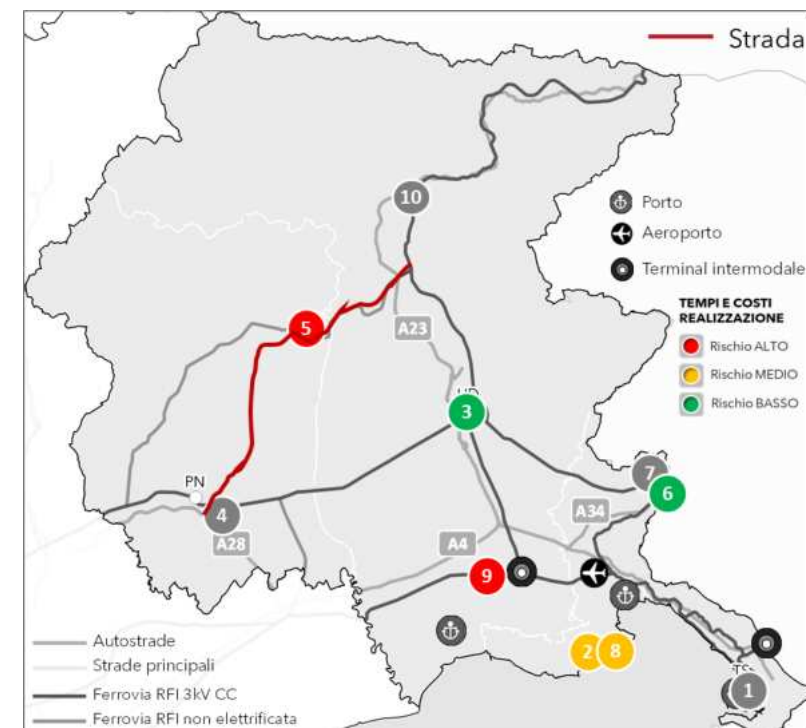 Strada
10
Porto
Aeroporto
Terminal intermodale
TEMPI E COSTI
REALIZZAZIONE
Rischio ALTO
Rischio MEDIO
Rischio BASSO
5
A23
3
PN
4
A28
7
6
A34
A4
9
2
8
TS
1
Autostrade
Strade principali
Ferrovia RFI 3kV CC
Ferrovia RFI non elettrificata